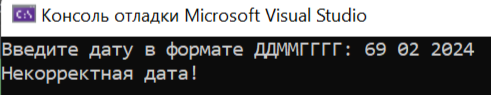 Консоль отладки Microsoft Visual Studio
Введите дату в формате ДДММГГГГ: 69 02 2024
Некорректная дата!